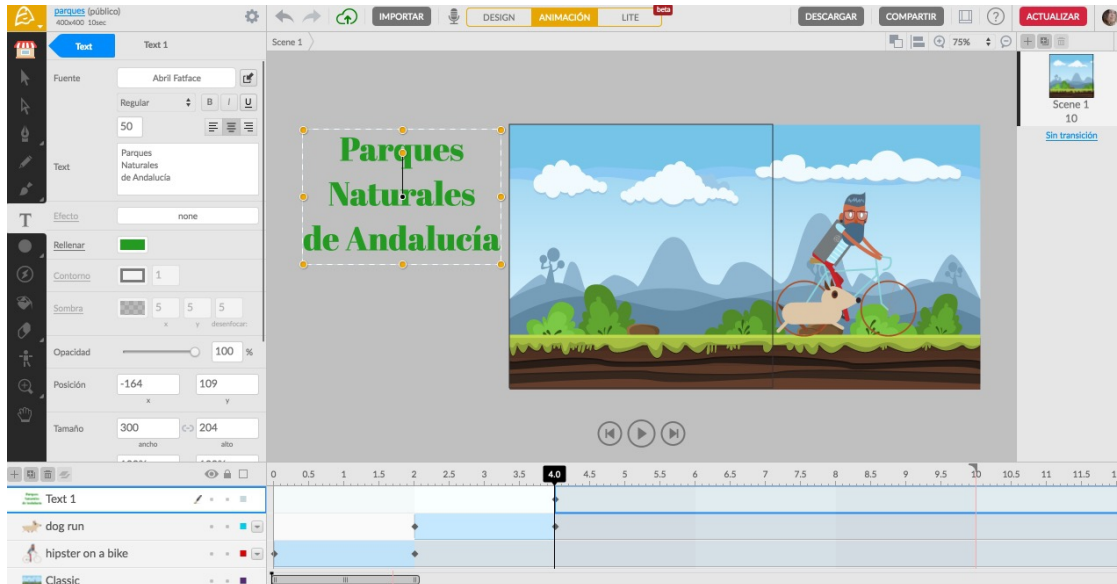 parques (público)
400x400 10sec
IMPORTAR
DESIGN
ANIMACIÓN
LITE
beta
DESCARGAR
COMPARTIR
?
ACTUALIZAR
Text
Text 1
Scene 1
75%
Fuente
Abril Fatface
Regular
B I U
50
Text
Parques
Naturales
de Andalucía
Efecto
none
Rellenar
Contorno
1
Sombra
5 5 5
x y desenfocar:
Opacidad
100 %
Posición
-164 109
x y
Tamaño
300 204
ancho alto
Parques
Naturales
de Andalucía
Scene 1
10
Sin transición
0 0.5 1 1.5 2 2.5 3 3.5 4.0 4.5 5 5.5 6 6.5 7 7.5 8 8.5 9 9.5 10 10.5 11 11.5
Text 1
dog run
hipster on a bike
Classic